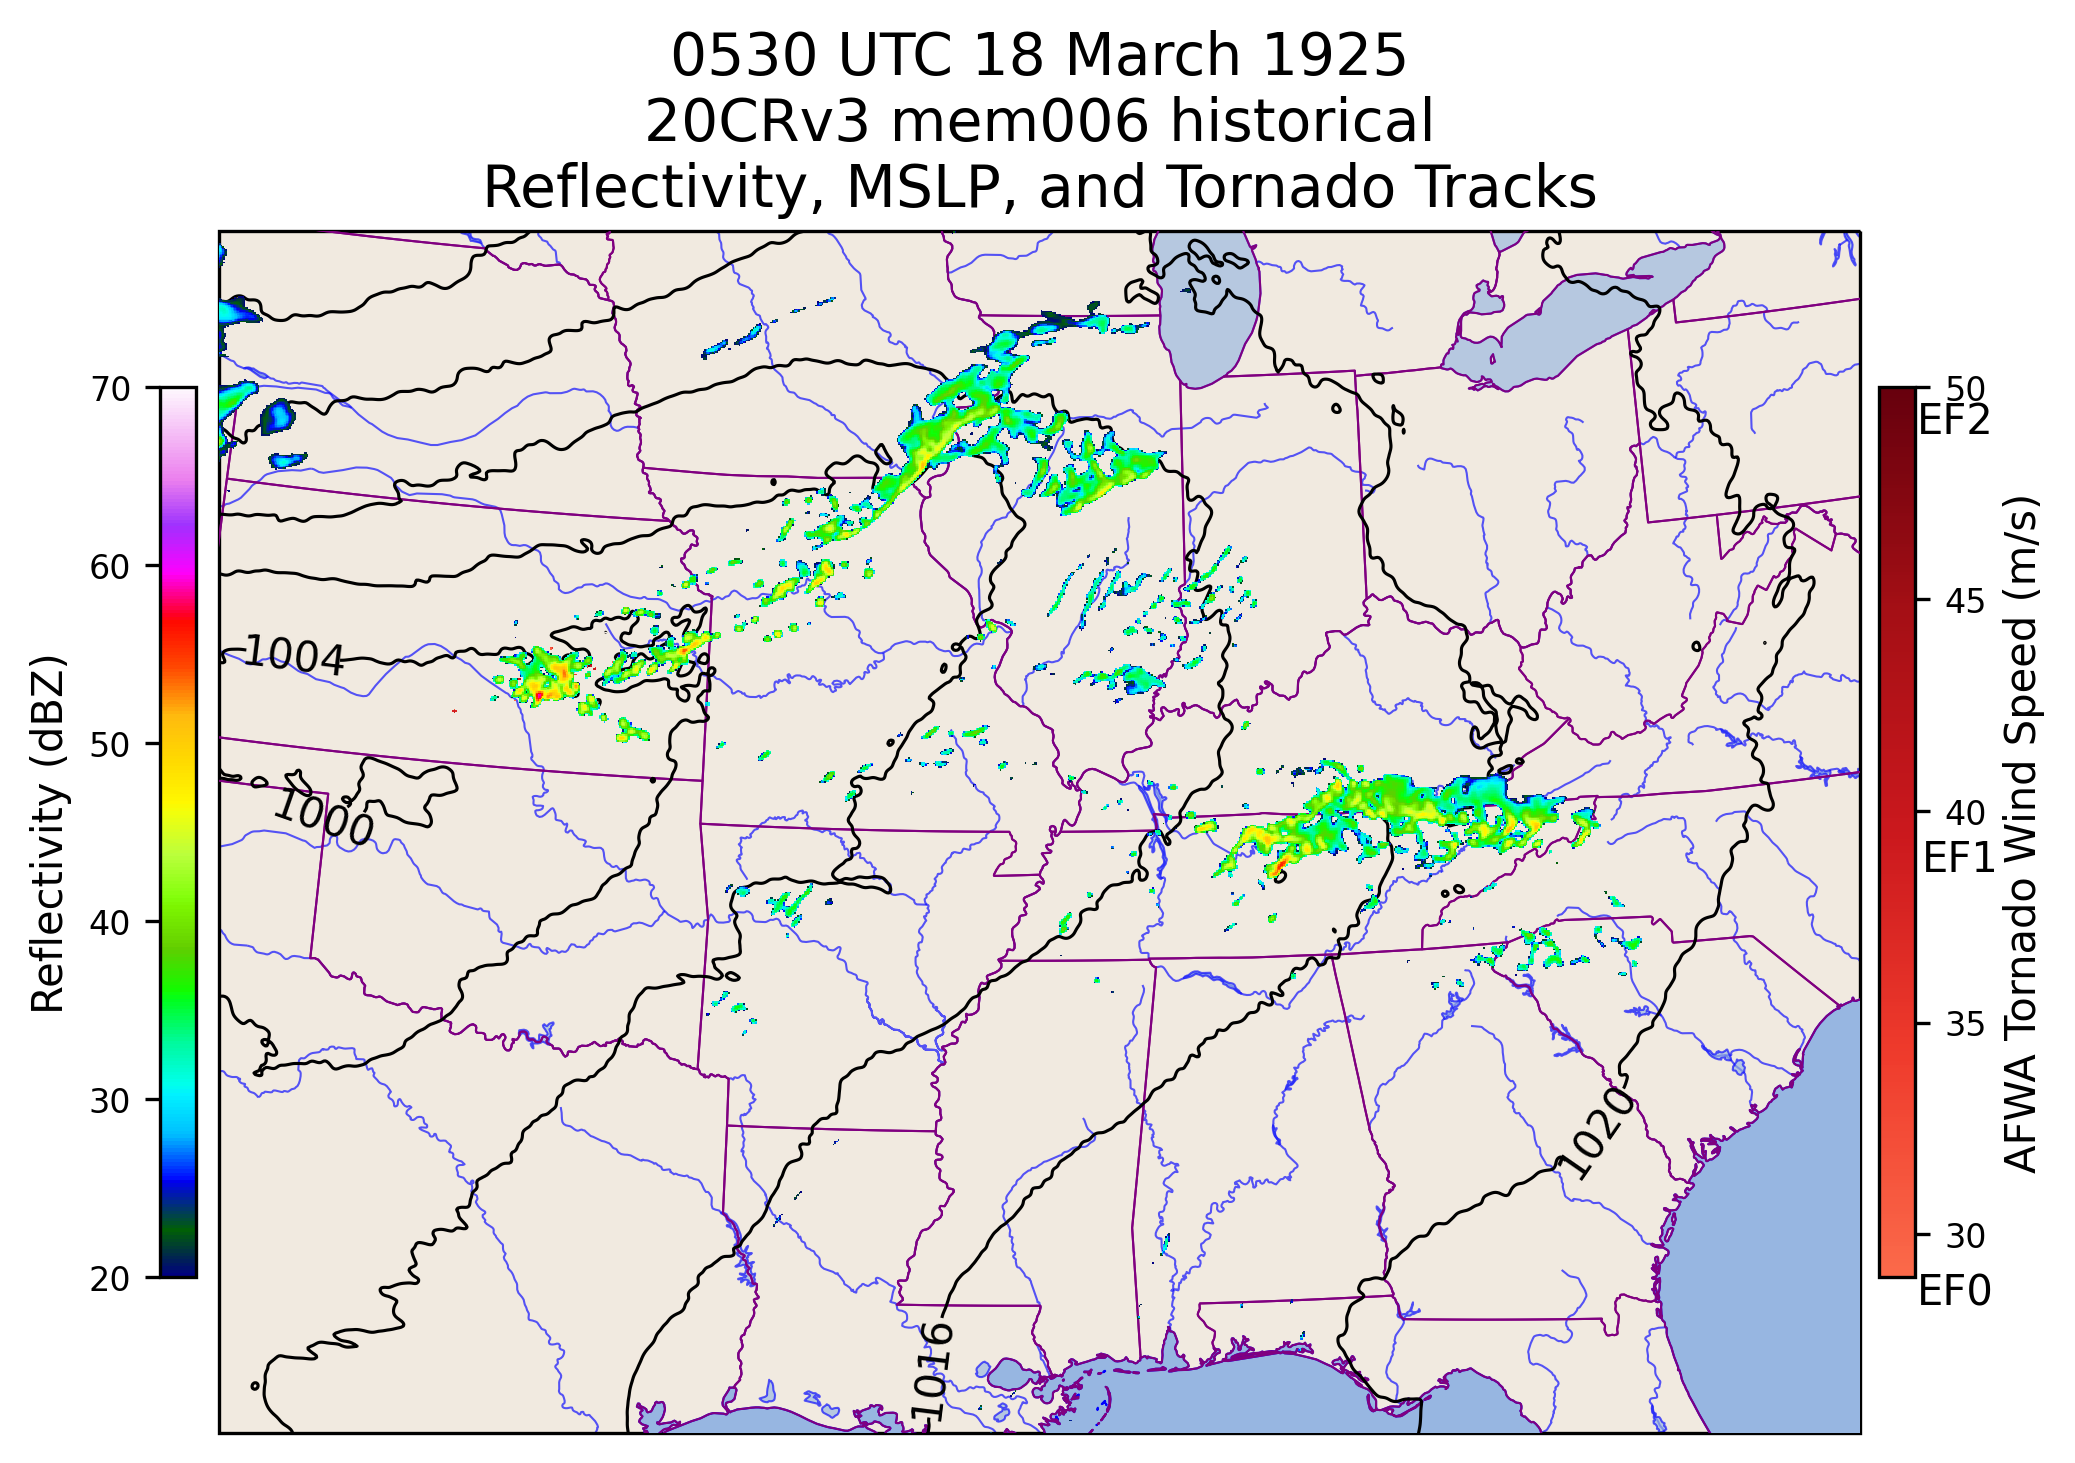 0530 UTC 18 March 1925
20CRv3 mem006 historical
Reflectivity, MSLP, and Tornado Tracks
70
60
50
40
30
20
Reflectivity (dBZ)
1004
1000
1016
1020
50
EF2
45
40
EF1
35
30
EF0
AFWA Tornado Wind Speed (m/s)